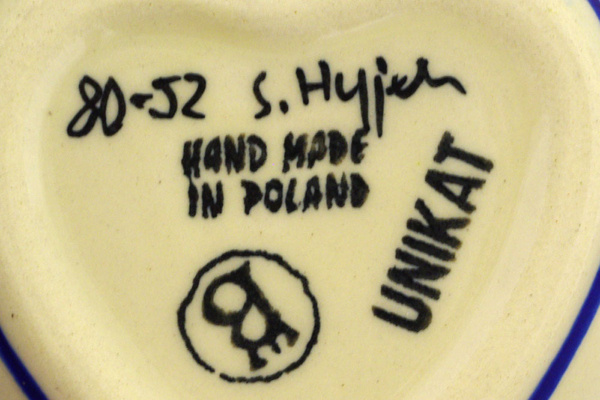 80-52 S. Hyjek
HAND MADE
IN POLAND
UNIKAT